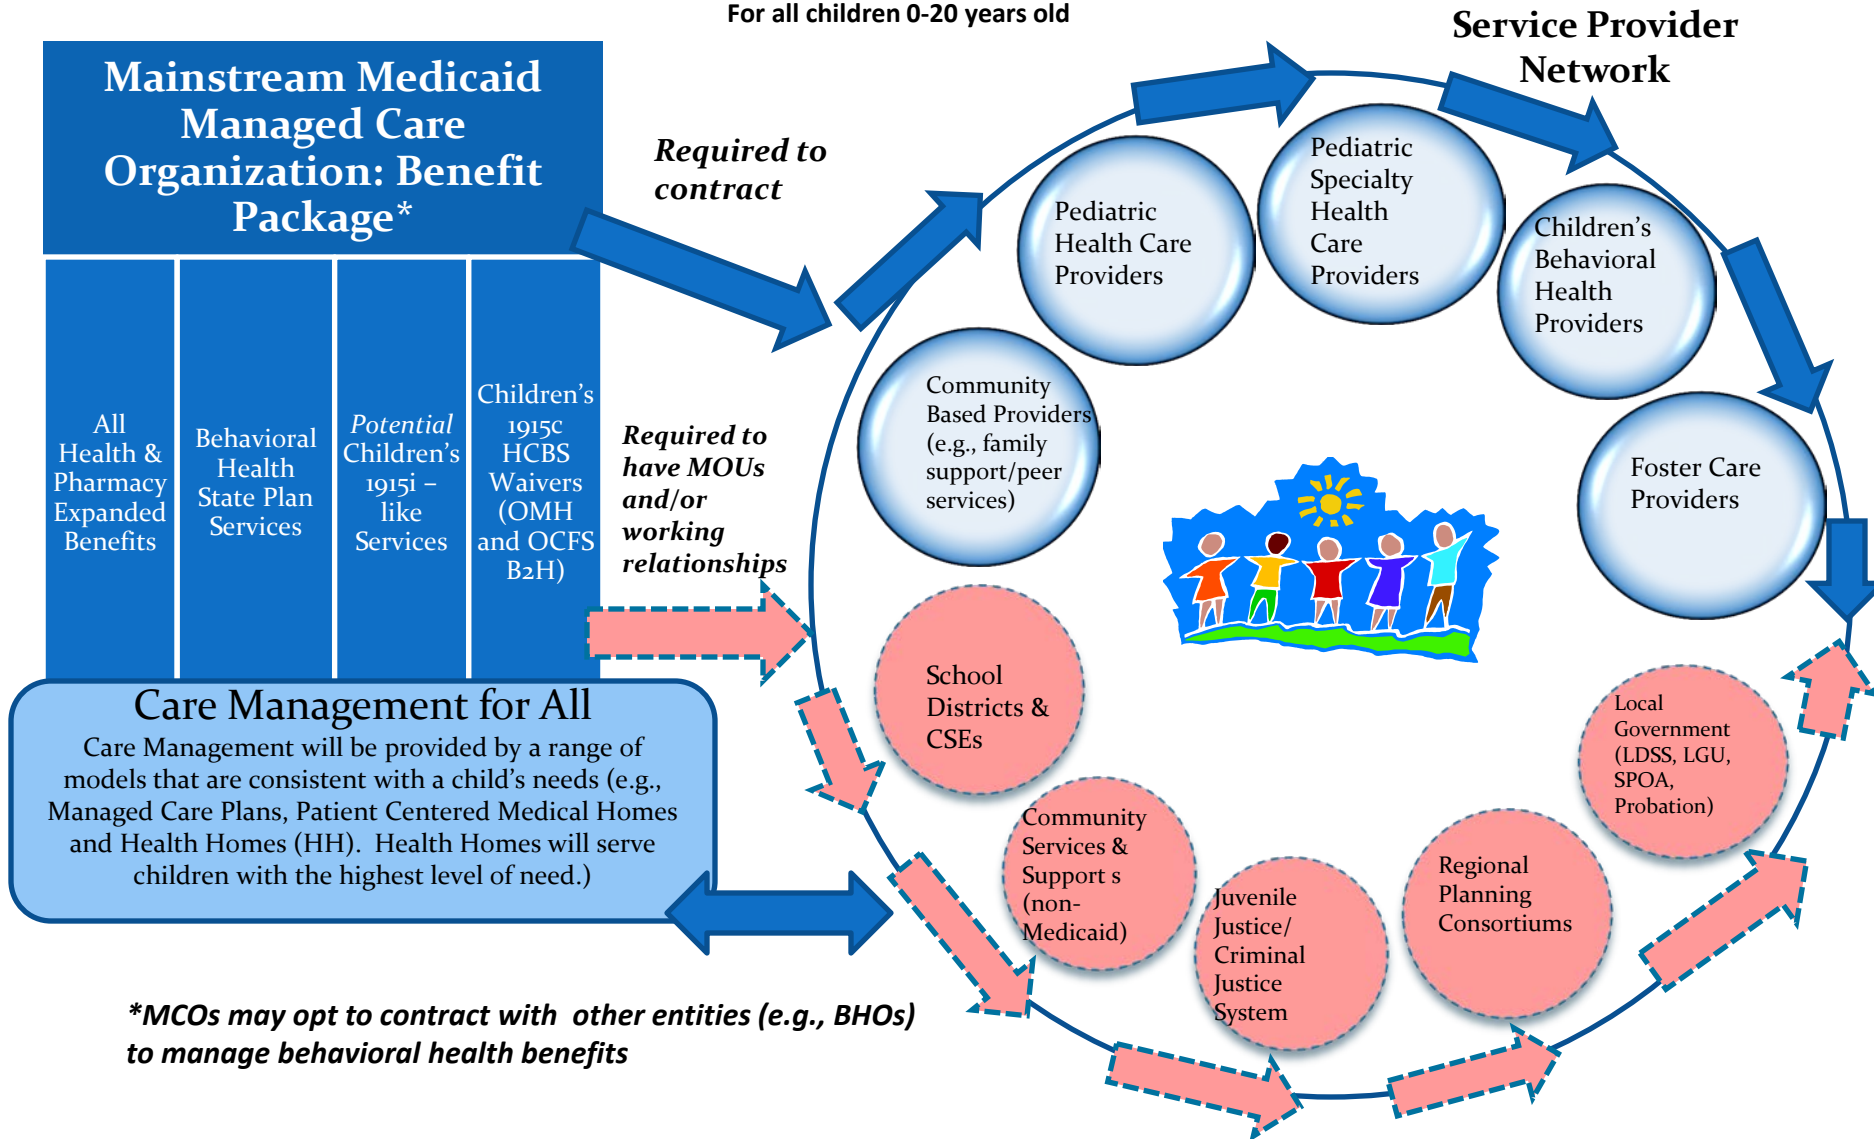 For all children 0-20 years old
Service Provider
Network
Mainstream Medicaid
Managed Care
Organization: Benefit
Package*
All
Health &
Pharmacy
Expanded
Benefits
Behavioral
Health
State Plan
Services
Potential
Children’s
1915i –
like
Services
Children’s
1915c
HCBS
Waivers
(OMH
and OCFS
B2H)
Care Management for All
Care Management will be provided by a range of
models that are consistent with a child’s needs (e.g.,
Managed Care Plans, Patient Centered Medical Homes
and Health Homes (HH).  Health Homes will serve
children with the highest level of need.)
*MCOs may opt to contract with  other entities (e.g., BHOs)
to manage behavioral health benefits
Required to
contract
Required to
have MOUs
and/or
working
relationships
Community
Based Providers
(e.g., family
support/peer
services)
Pediatric
Health Care
Providers
Pediatric
Specialty
Health
Care
Providers
Children’s
Behavioral
Health
Providers
Foster Care
Providers
School
Districts &
CSEs
Community
Services &
Support s
(non-
Medicaid)
Juvenile
Justice/
Criminal
Justice
System
Regional
Planning
Consortiums
Local
Government
(LDSS, LGU,
SPOA,
Probation)